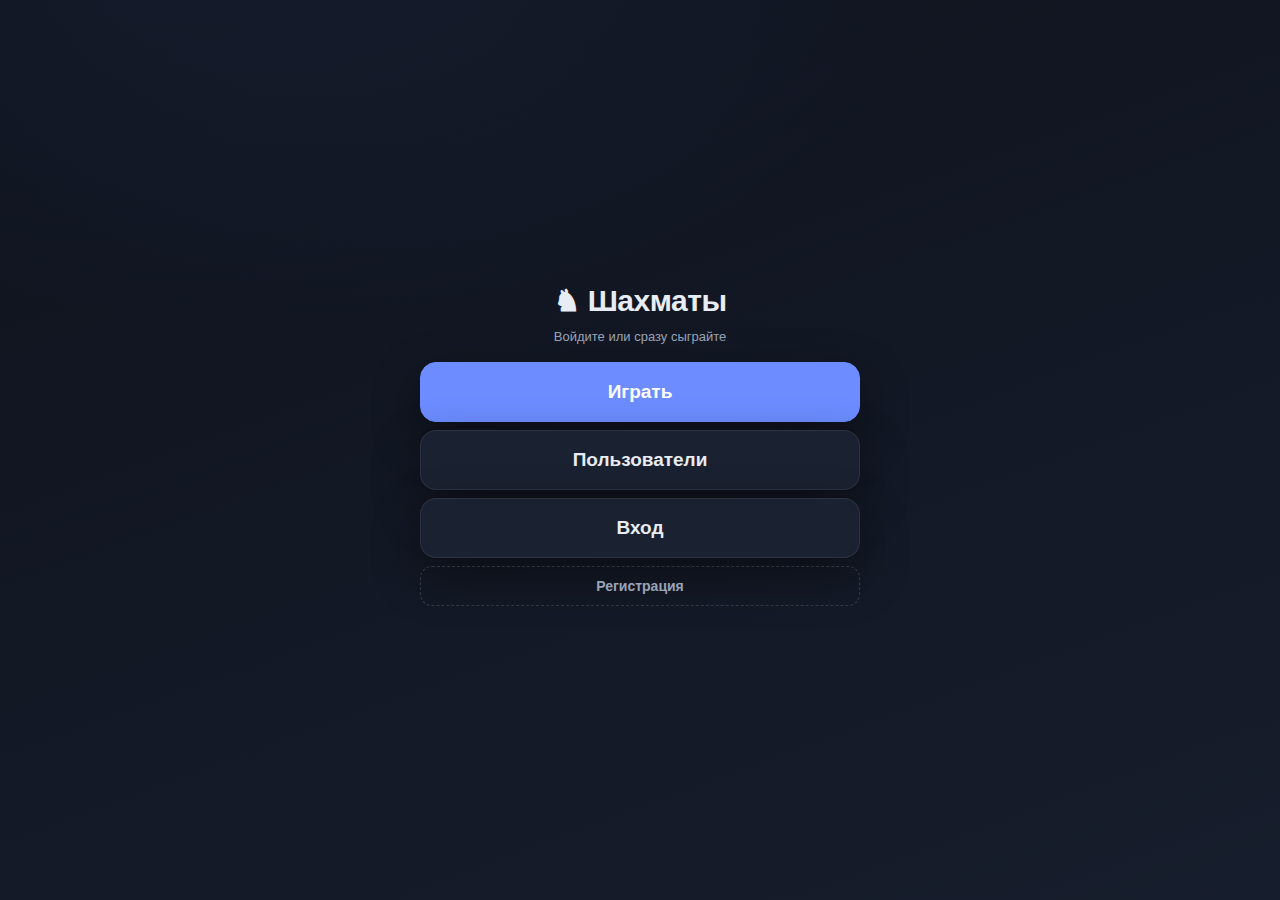 ♞ Шахматы
Войдите или сразу сыграйте
Играть
Пользователи
Вход
Регистрация